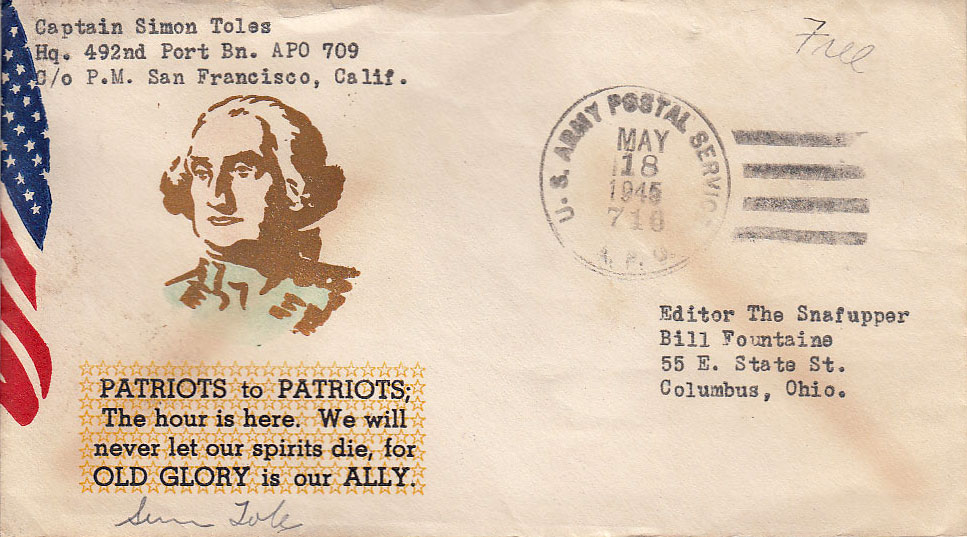 Captain Simon Toles
Hq. 492nd Port Bn. APO 709
C/o P.M. San Francisco, Calif.
Free
U. S. ARMY POSTAL SERVICE
MAY
18
1945
710
A. P. O.
Editor The Snafupper
Bill Fountaine
55 E. State St.
Columbus, Ohio.
PATRIOTS to PATRIOTS;
The hour is here. We will
never let our spirits die, for
OLD GLORY is our ALLY.